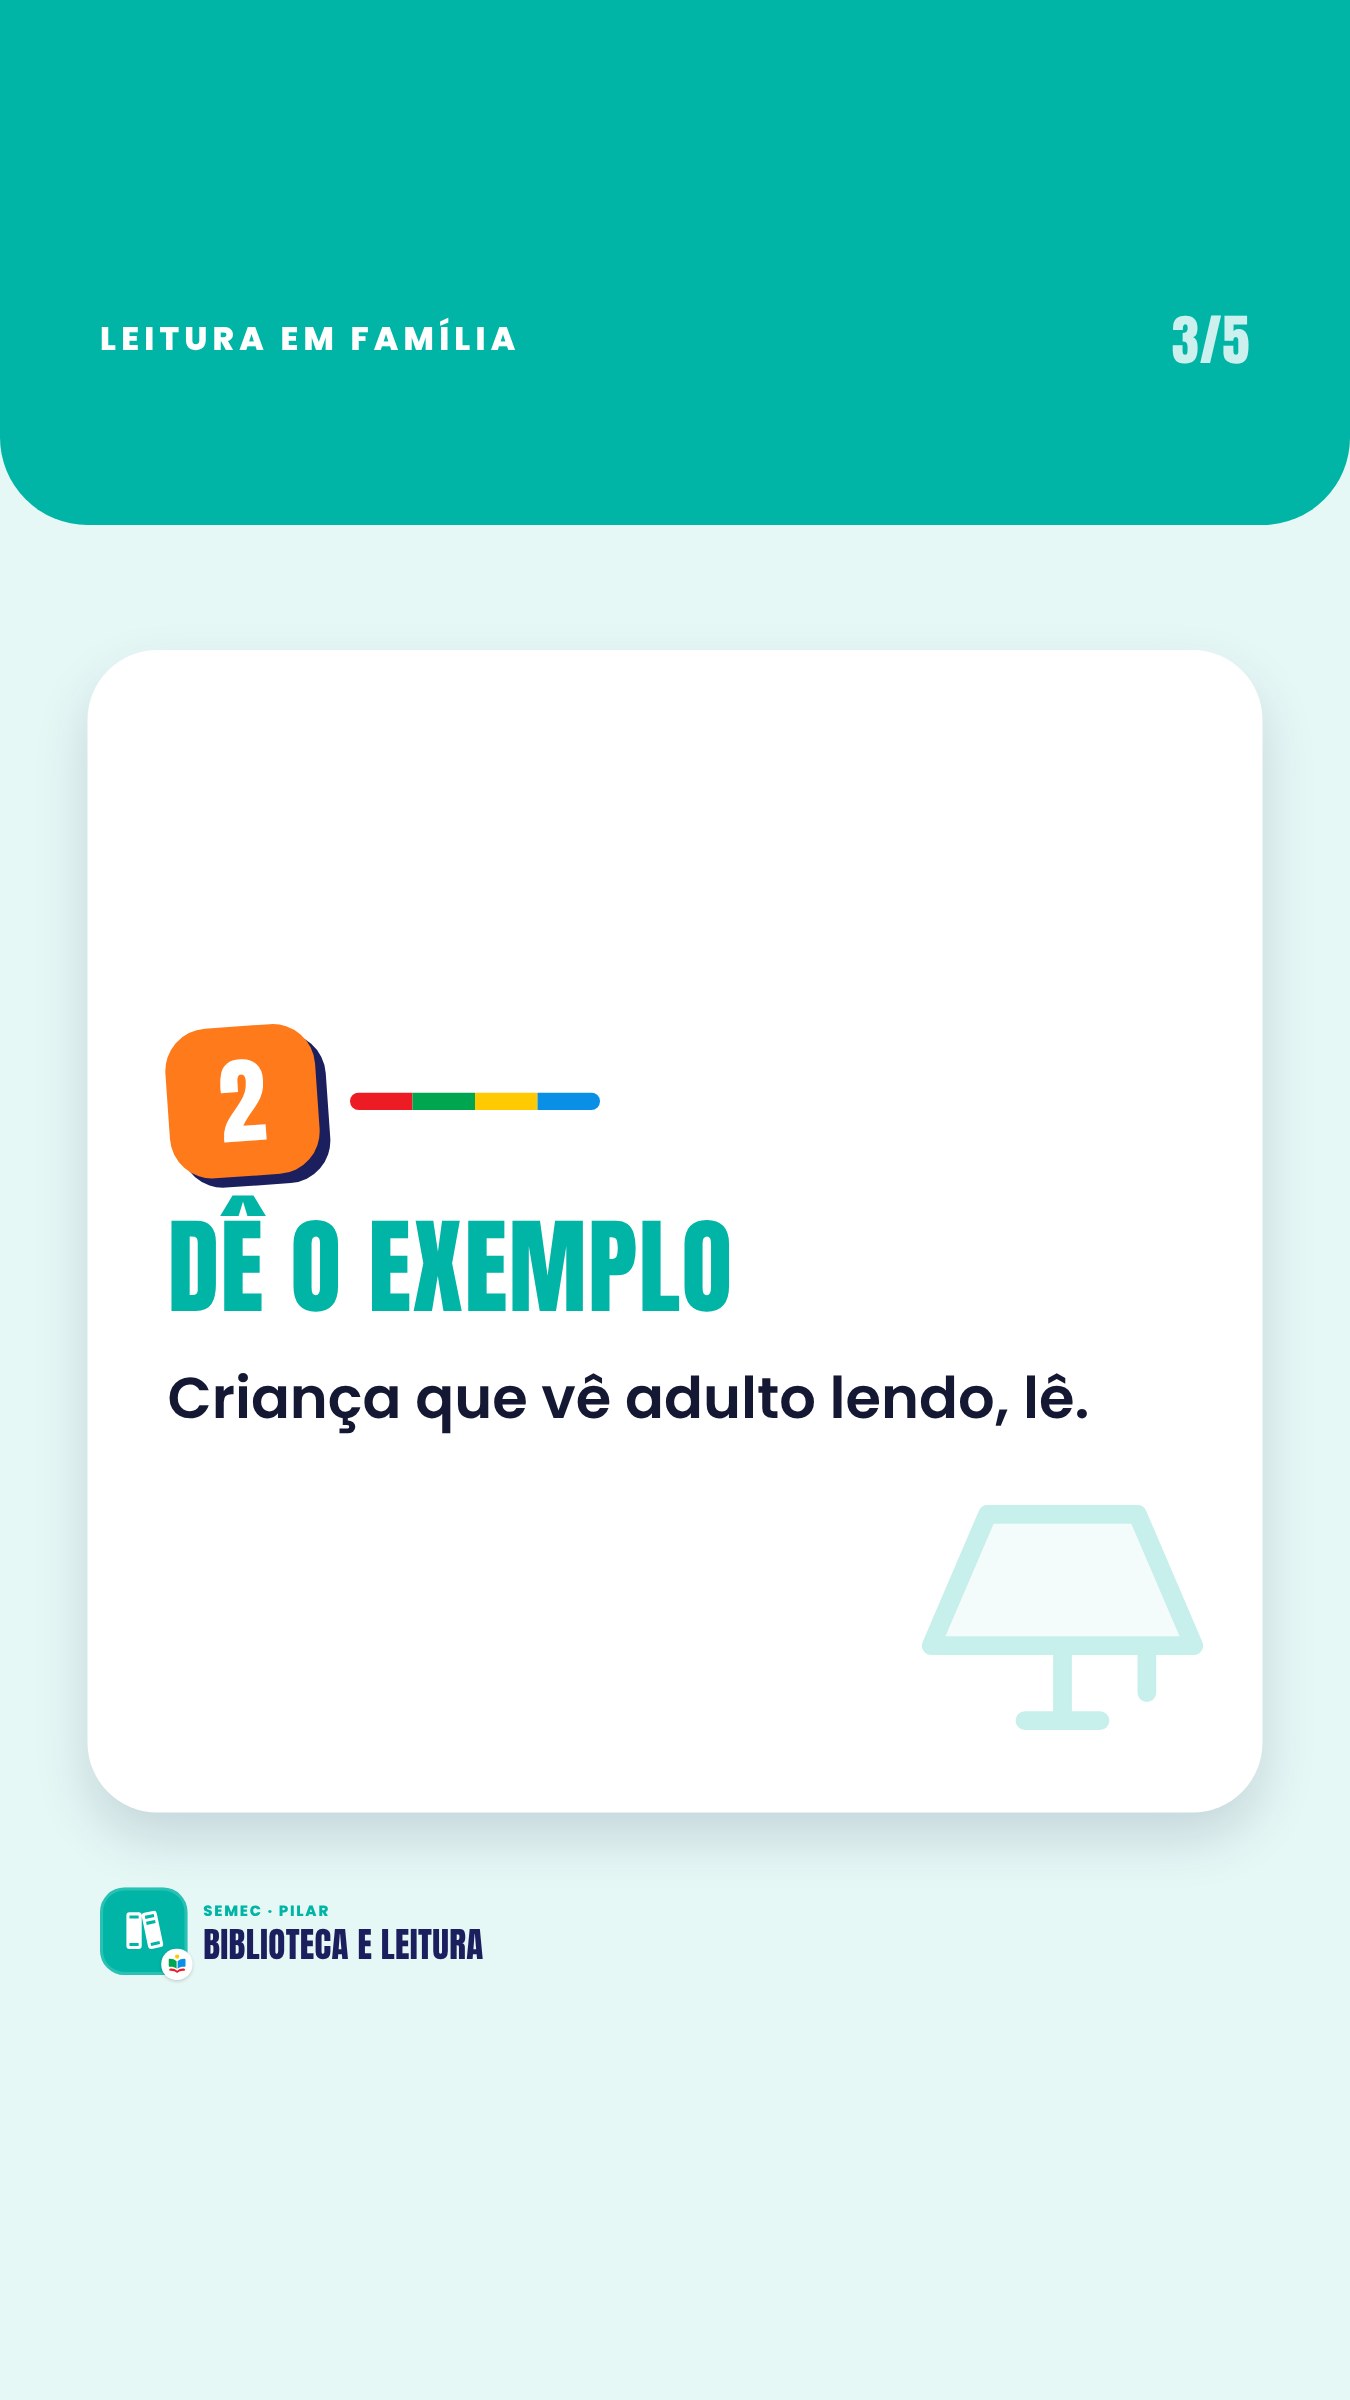 LEITURA EM FAMÍLIA
3/5
2
DÊ O EXEMPLO
Criança que vê adulto lendo, lê.
SEMEC · PILAR
BIBLIOTECA E LEITURA